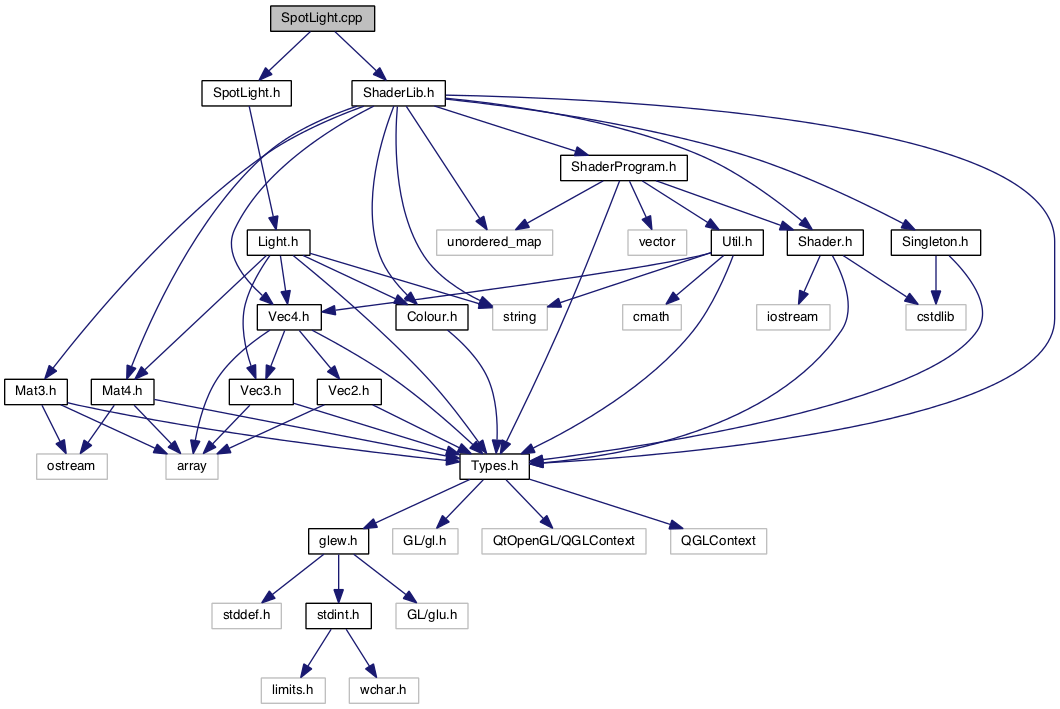 SpotLight.cpp
SpotLight.h
ShaderLib.h
ShaderProgram.h
Light.h
unordered_map
vector
Util.h
Shader.h
Singleton.h
Vec4.h
Colour.h
string
cmath
iostream
cstdlib
Mat3.h
Mat4.h
Vec3.h
Vec2.h
ostream
array
Types.h
glew.h
GL/gl.h
QtOpenGL/QGLContext
QGLContext
stddef.h
stdint.h
GL/glu.h
limits.h
wchar.h